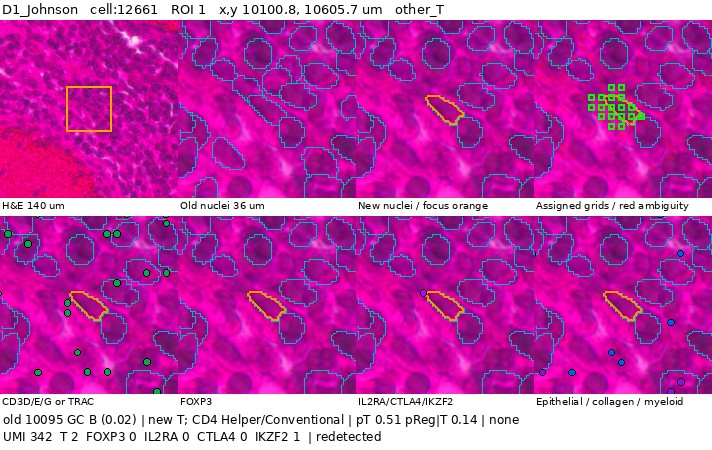 D1_Johnson   cell:12661   ROI 1   x,y 10100.8, 10605.7 um   other_T
H&E 140 um
Old nuclei 36 um
New nuclei / focus orange
Assigned grids / red ambiguity
CD3D/E/G or TRAC
FOXP3
IL2RA/CTLA4/IKZF2
Epithelial / collagen / myeloid
old 10095 GC B (0.02) | new T; CD4 Helper/Conventional | pT 0.51 pReg|T 0.14 | none
UMI 342  T 2  FOXP3 0  IL2RA 0  CTLA4 0  IKZF2 1  | redetected